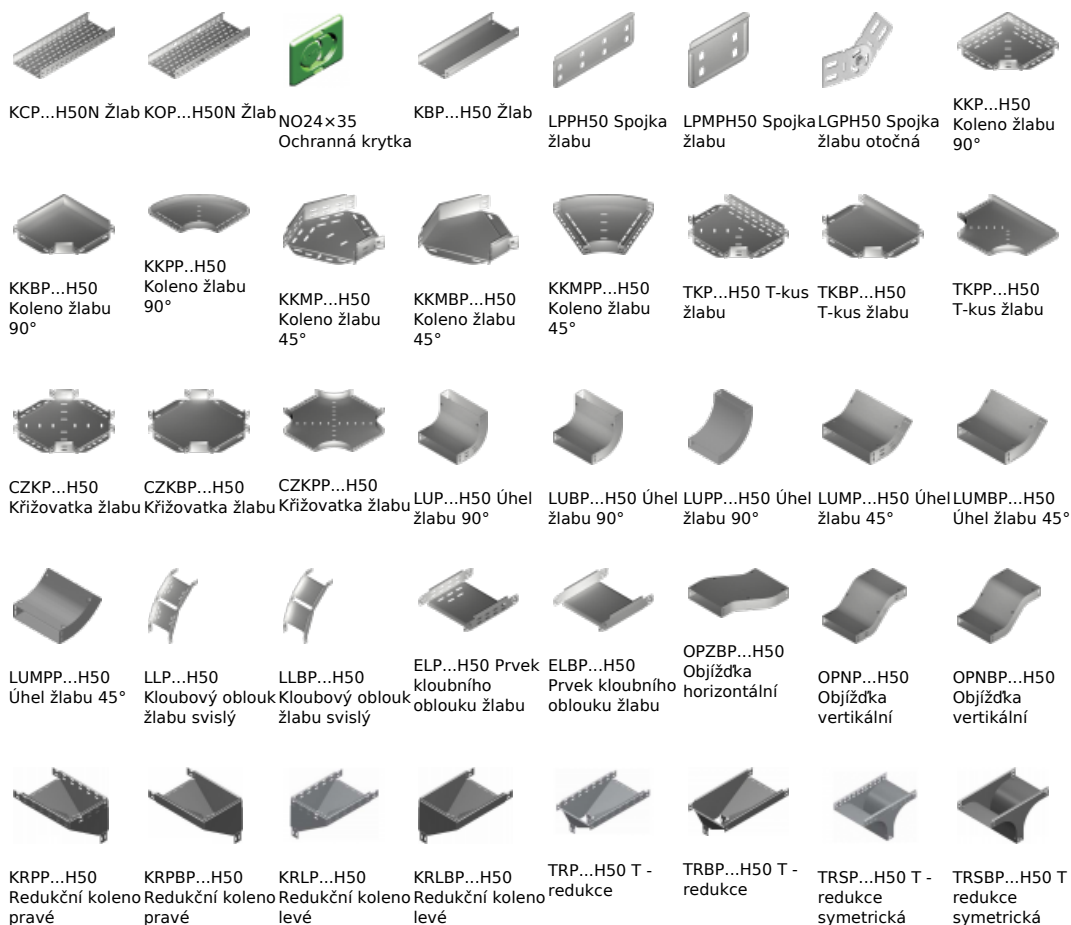 KCP...H50N Žlab
KOP...H50N Žlab
NO24×35
Ochranná krytka
KBP...H50 Žlab
LPPH50 Spojka
žlabu
LPMPH50 Spojka
žlabu
LGPH50 Spojka
žlabu otočná
KKP...H50
Koleno žlabu
90°
KKBP...H50
Koleno žlabu
90°
KKPP..H50
Koleno žlabu
90°
KKMP...H50
Koleno žlabu
45°
KKMBP...H50
Koleno žlabu
45°
KKMPP...H50
Koleno žlabu
45°
TKP...H50 T-kus
žlabu
TKBP...H50
T-kus žlabu
TKPP...H50
T-kus žlabu
CZKP...H50
Křižovatka žlabu
CZKBP...H50
Křižovatka žlabu
CZKPP...H50
Křižovatka žlabu
LUP...H50 Úhel
žlabu 90°
LUBP...H50 Úhel
žlabu 90°
LUPP...H50 Úhel
žlabu 90°
LUMP...H50 Úhel
žlabu 45°
LUMBP...H50
Úhel žlabu 45°
LUMPP...H50
Úhel žlabu 45°
LLP...H50
Kloubový oblouk
žlabu svislý
LLBP...H50
Kloubový oblouk
žlabu svislý
ELP...H50 Prvek
kloubního
oblouku žlabu
ELBP...H50
Prvek kloubního
oblouku žlabu
OPZBP...H50
Objížďka
horizontální
OPNP...H50
Objížďka
vertikální
OPNBP...H50
Objížďka
vertikální
KRPP...H50
Redukční koleno
pravé
KRPBP...H50
Redukční koleno
pravé
KRLP...H50
Redukční koleno
levé
KRLBP...H50
Redukční koleno
levé
TRP...H50 T -
redukce
TRBP...H50 T -
redukce
TRSP...H50 T -
redukce
symetrická
TRSBP...H50 T
redukce
symetrická